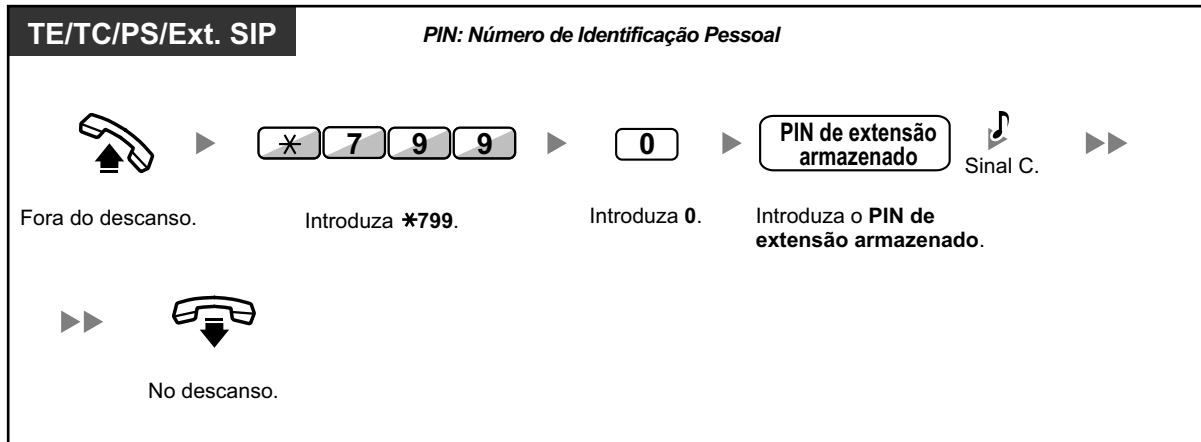 TE/TC/PS/Ext. SIP
PIN: Número de Identificação Pessoal
* 7 9 9
0
PIN de extensão
armazenado
Sinal C.
Fora do descanso.
Introduza *799.
Introduza 0.
Introduza o PIN de
extensão armazenado.
No descanso.